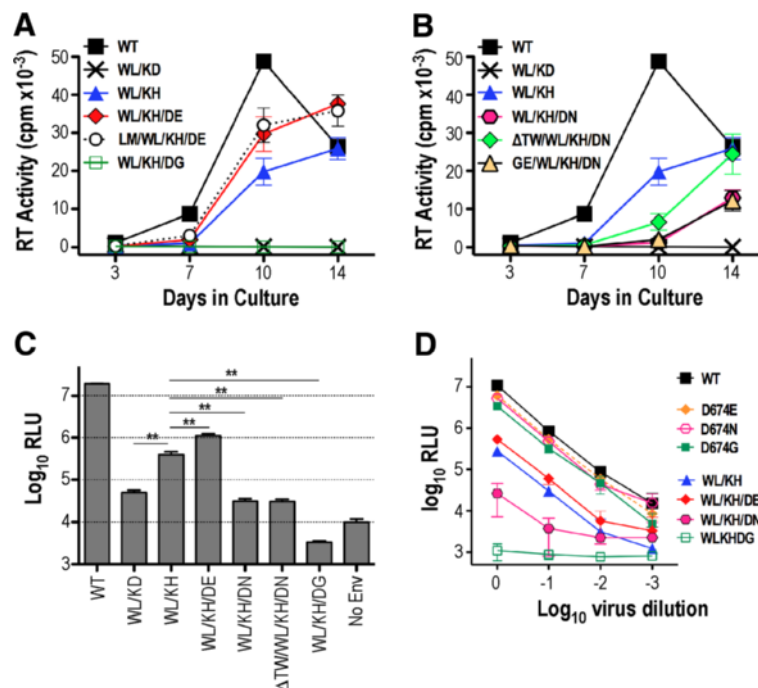 A
RT Activity (cpm x10-3)
50
40
30
20
10
0
3
7
10
14
Days in Culture
WT
WL/KD
WL/KH
WL/KH/DE
LM/WL/KH/DE
WL/KH/DG
B
RT Activity (cpm x10-3)
50
40
30
20
10
0
3
7
10
14
Days in Culture
WT
WL/KD
WL/KH
WL/KH/DN
ΔTW/WL/KH/DN
GE/WL/KH/DN
C
Log10 RLU
7
6
5
4
3
**
**
**
**
**
WT
WL/KD
WL/KH
WL/KH/DE
WL/KH/DN
ΔTW/WL/KH/DN
WL/KH/DG
No Env
D
log10 RLU
7
6
5
4
3
0
-1
-2
-3
Log10 virus dilution
WT
D674E
D674N
D674G
WL/KH
WL/KH/DE
WL/KH/DN
WLKHDG